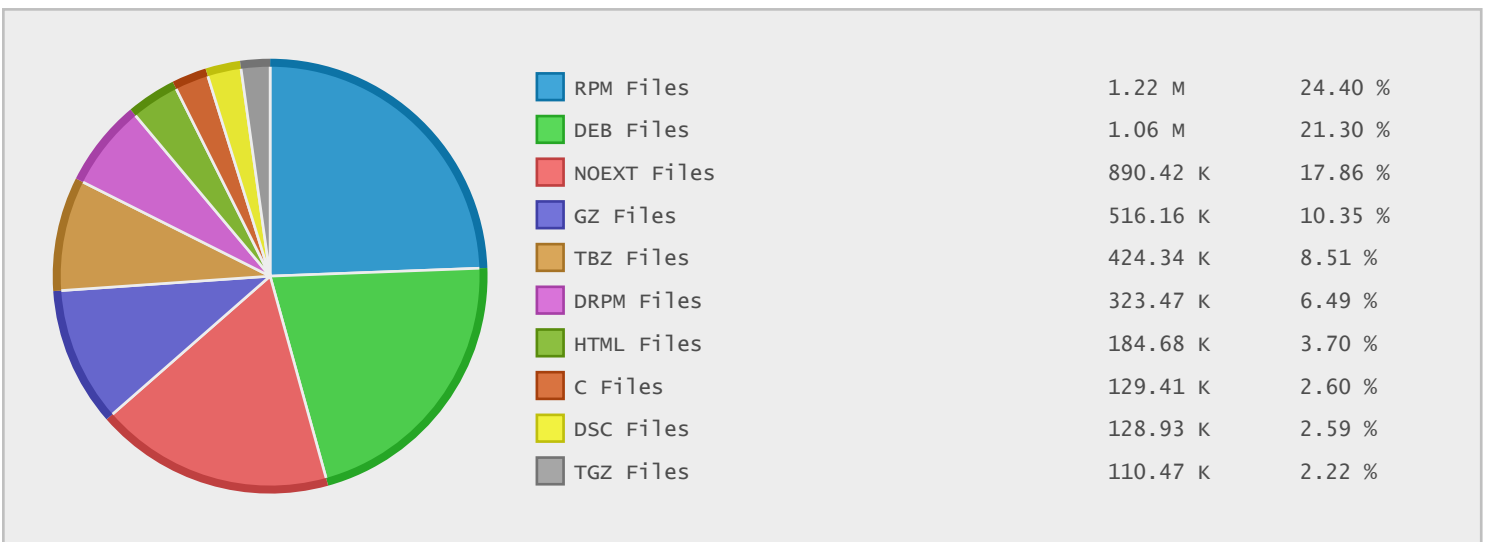 RPM Files 1.22 M 24.40 %
DEB Files 1.06 M 21.30 %
NOEXT Files 890.42 K 17.86 %
GZ Files 516.16 K 10.35 %
TBZ Files 424.34 K 8.51 %
DRPM Files 323.47 K 6.49 %
HTML Files 184.68 K 3.70 %
C Files 129.41 K 2.60 %
DSC Files 128.93 K 2.59 %
TGZ Files 110.47 K 2.22 %